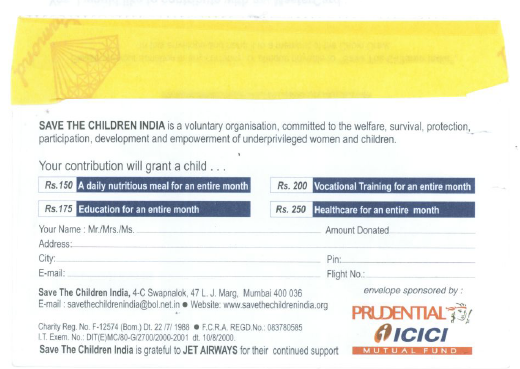 SAVE THE CHILDREN INDIA is a voluntary organisation, committed to the welfare, survival, protection,
participation, development and empowerment of underprivileged women and children.
Your contribution will grant a child . . .
Rs.150 A daily nutritious meal for an entire month
Rs. 200 Vocational Training for an entire month
Rs.175 Education for an entire month
Rs. 250 Healthcare for an entire month
Your Name : Mr./Mrs./Ms. Amount Donated
Address:
City: Pin:
E-mail: Flight No.:
Save The Children India, 4-C Swapnalok, 47 L. J. Marg, Mumbai 400 036
E-mail : savethechildrenindia@bol.net.in ● Website: www.savethechildrenindia.org
Charity Reg. No. F-12574 (Bom.) Dt. 22 /7/ 1988 ● F.C.R.A. REGD.No.: 083780585
I.T. Exem. No.: DIT(E)MC/80-G/2700/2000-2001 dt. 10/8/2000.
Save The Children India is grateful to JET AIRWAYS for their continued support
envelope sponsored by :
PRUDENTIAL
ICICI
MUTUAL FUND